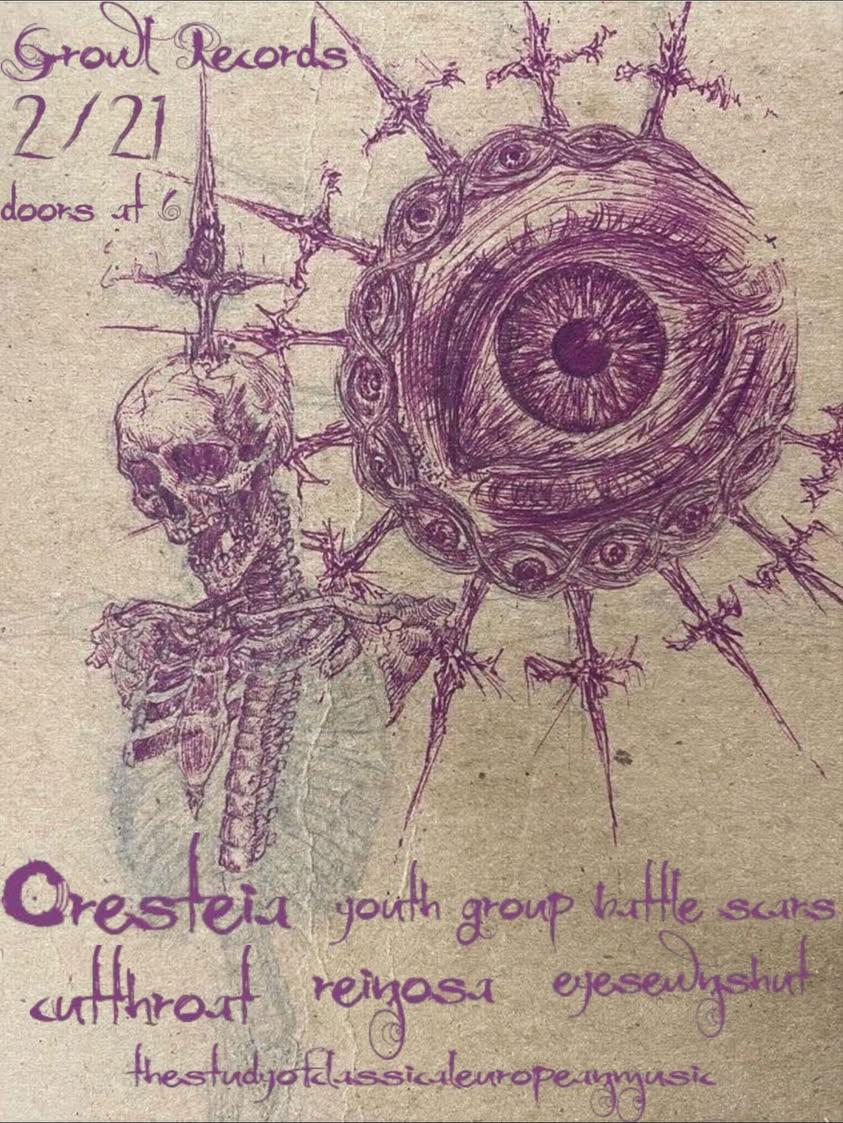 Growl Records
2/21
doors at 6
Oresteia youth group battle scars
cutthroat reinosa eyesewnshut
thestudyofclassicaleuropeanmusic